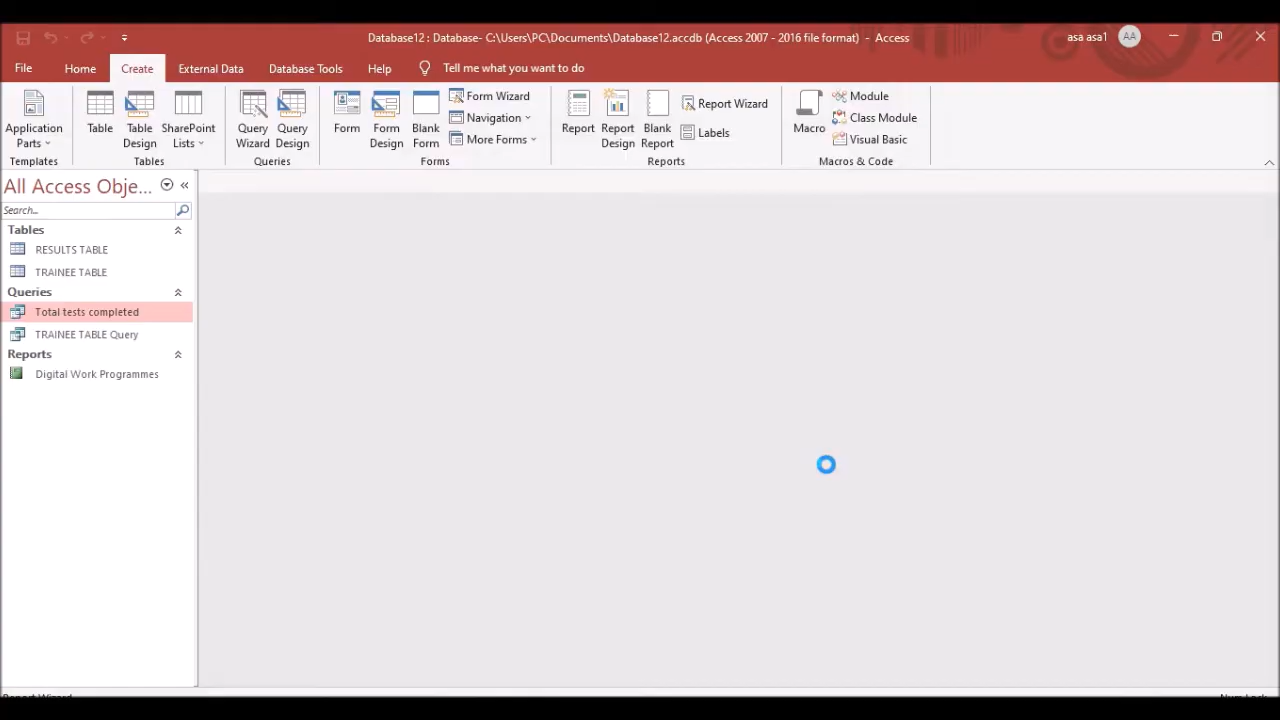 Database12 : Database- C:\Users\PC\Documents\Database12.accdb (Access 2007 - 2016 file format) - Access
asa asa1
AA
File
Home
Create
External Data
Database Tools
Help
Tell me what you want to do
Application Parts
Templates
Table
Table Design
SharePoint Lists
Tables
Query Wizard
Query Design
Queries
Form
Form Design
Blank Form
Form Wizard
Navigation
More Forms
Forms
Report
Report Design
Blank Report
Report Wizard
Labels
Reports
Macro
Module
Class Module
Visual Basic
Macros & Code
All Access Obje...
Search...
Tables
RESULTS TABLE
TRAINEE TABLE
Queries
Total tests completed
TRAINEE TABLE Query
Reports
Digital Work Programmes
Report Wizard
Num Lock